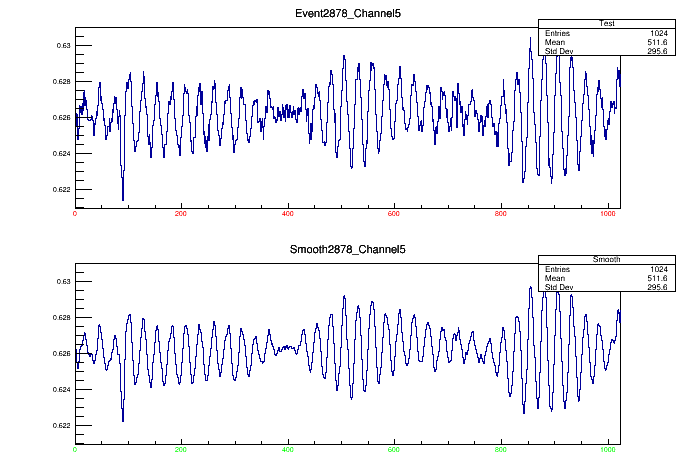 Event2878_Channel5
Test
Entries 1024
Mean 511.6
Std Dev 295.6
0.63
0.628
0.626
0.624
0.622
0 200 400 600 800 1000
Smooth2878_Channel5
Smooth
Entries 1024
Mean 511.6
Std Dev 295.6
0.63
0.628
0.626
0.624
0.622
0 200 400 600 800 1000